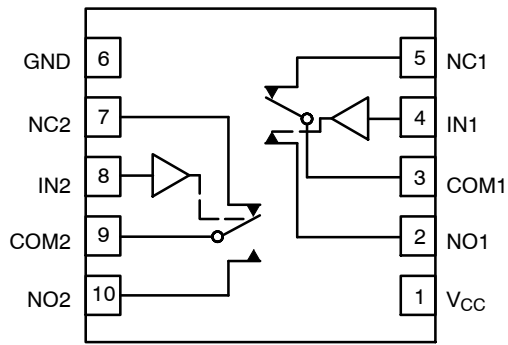 GND 6 5 NC1
NC2 7 4 IN1
IN2 8 3 COM1
COM2 9 2 NO1
NO2 10 1 VCC